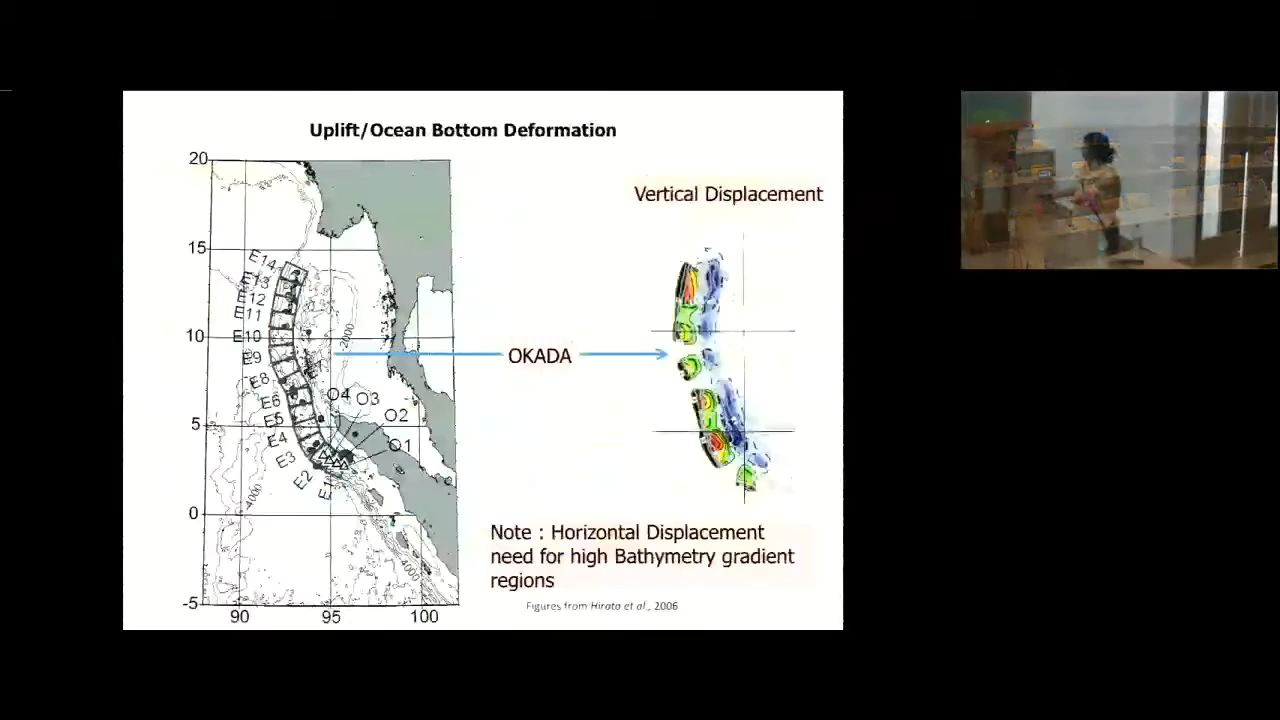 Uplift/Ocean Bottom Deformation
20
15
10
5
0
-5
90
95
100
E14
E13
E12
E11
E10
E9
E8
E7
E6
E5
E4
E3
E2
O4
O3
O2
O1
2000
4000
4000
OKADA
Vertical Displacement
Note : Horizontal Displacement
need for high Bathymetry gradient
regions
Figures from Hirata et al., 2006